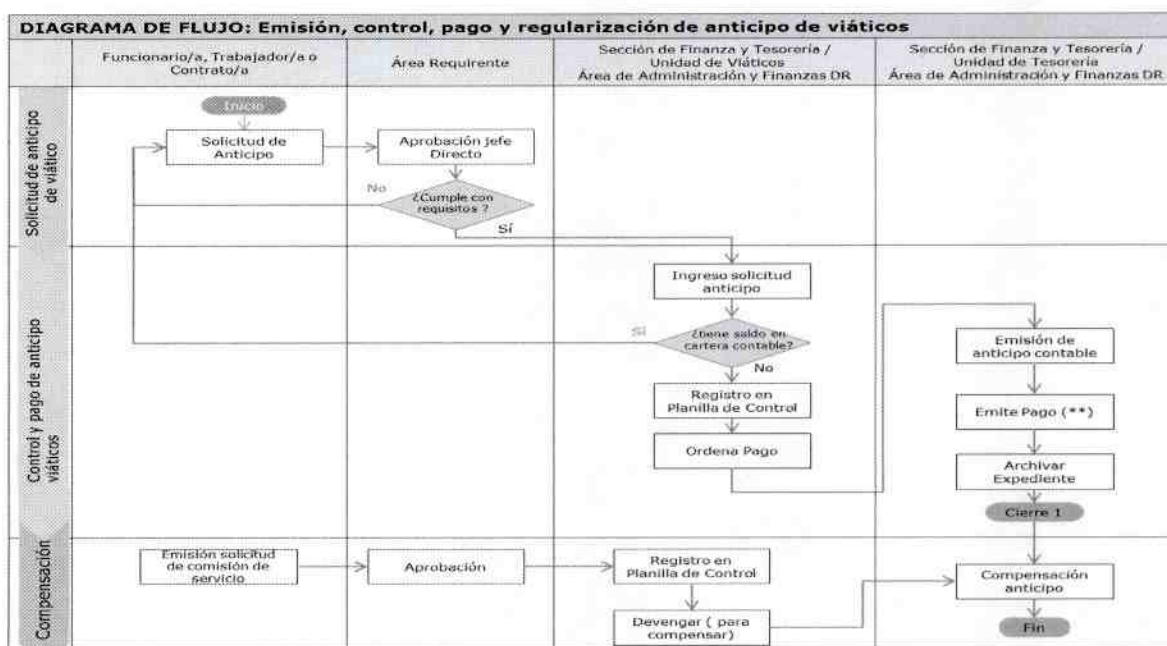 DIAGRAMA DE FLUJO: Emisión, control, pago y regularización de anticipo de viáticos
Funcionario/a, Trabajador/a o
Contrato/a
Área Requirente
Sección de Finanza y Tesorería /
Unidad de Viáticos
Área de Administración y Finanzas DR
Sección de Finanza y Tesorería /
Unidad de Tesorería
Área de Administración y Finanzas DR
Solicitud de anticipo
de viático
Inicio
Solicitud de
Anticipo
Aprobación jefe
Directo
No
¿Cumple con
requisitos ?
Sí
Control y pago de anticipo
viáticos
Ingreso solicitud
anticipo
Sí
¿tiene saldo en
cartera contable?
No
Registro en
Planilla de Control
Ordena Pago
Emisión de
anticipo contable
Emite Pago (**)
Archivar
Expediente
Cierre 1
Compensación
Emisión solicitud
de comisión de
servicio
Aprobación
Registro en
Planilla de Control
Devengar ( para
compensar)
Compensación
anticipo
Fin